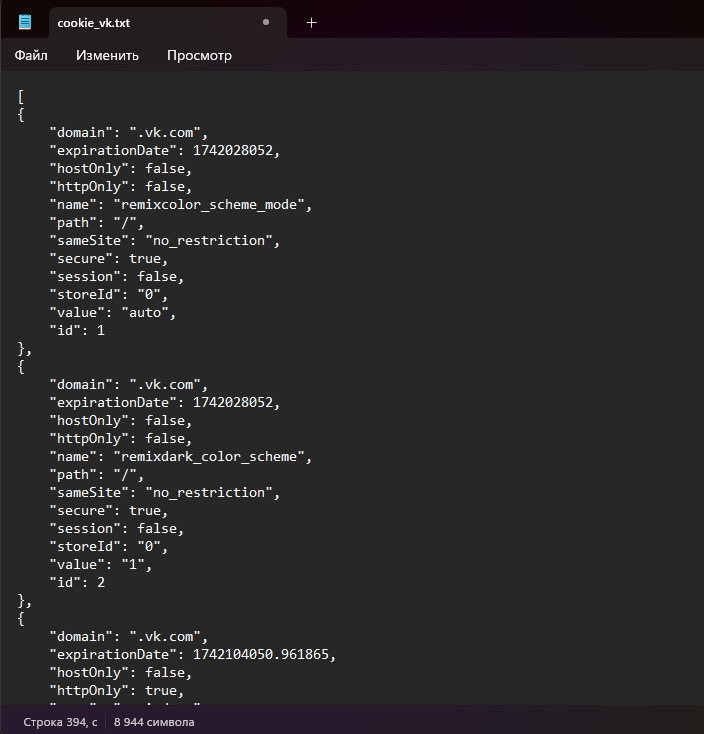 cookie_vk.txt
Файл Изменить Просмотр
[
{
    "domain": ".vk.com",
    "expirationDate": 1742028052,
    "hostOnly": false,
    "httpOnly": false,
    "name": "remixcolor_scheme_mode",
    "path": "/",
    "sameSite": "no_restriction",
    "secure": true,
    "session": false,
    "storeId": "0",
    "value": "auto",
    "id": 1
},
{
    "domain": ".vk.com",
    "expirationDate": 1742028052,
    "hostOnly": false,
    "httpOnly": false,
    "name": "remixdark_color_scheme",
    "path": "/",
    "sameSite": "no_restriction",
    "secure": true,
    "session": false,
    "storeId": "0",
    "value": "1",
    "id": 2
},
{
    "domain": ".vk.com",
    "expirationDate": 1742104050.961865,
    "hostOnly": false,
    "httpOnly": true,
Строка 394, с 8 944 символа